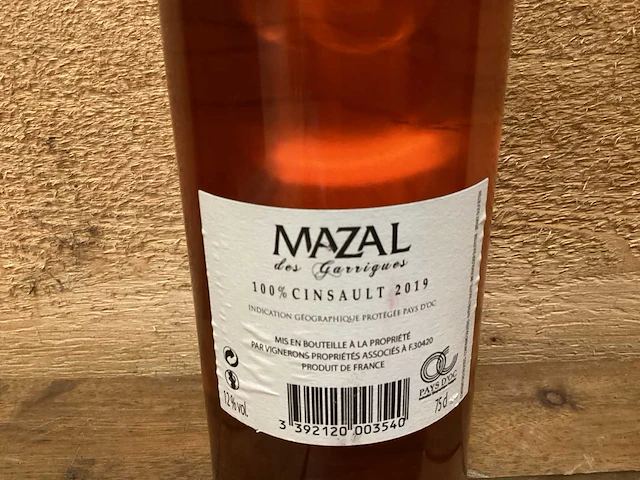 MAZAL
des Garrigues
100% CINSAULT 2019
INDICATION GÉOGRAPHIQUE PROTÉGÉE PAYS D'OC
MIS EN BOUTEILLE À LA PROPRIÉTÉ
PAR VIGNERONS PROPRIÉTÉS ASSOCIÉS À F.30420
PRODUIT DE FRANCE
PAYS D'OC
12% vol.
75 cl
3 392120 003540